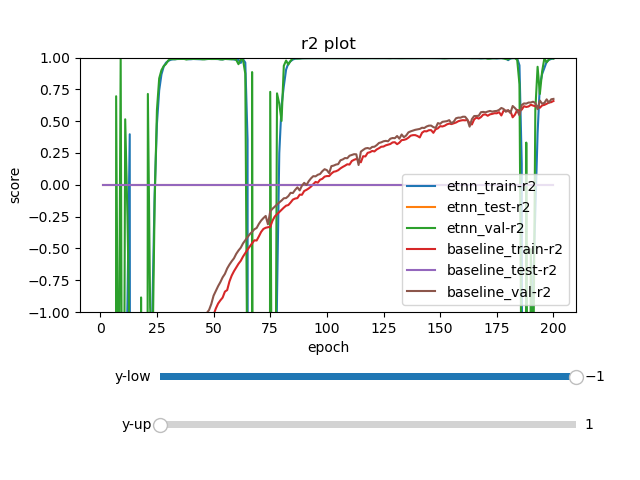 r2 plot
1.00
0.75
0.50
0.25
0.00
−0.25
−0.50
−0.75
−1.00
score
0 25 50 75 100 125 150 175 200
epoch
etnn_train-r2
etnn_test-r2
etnn_val-r2
baseline_train-r2
baseline_test-r2
baseline_val-r2
y-low −1
y-up 1